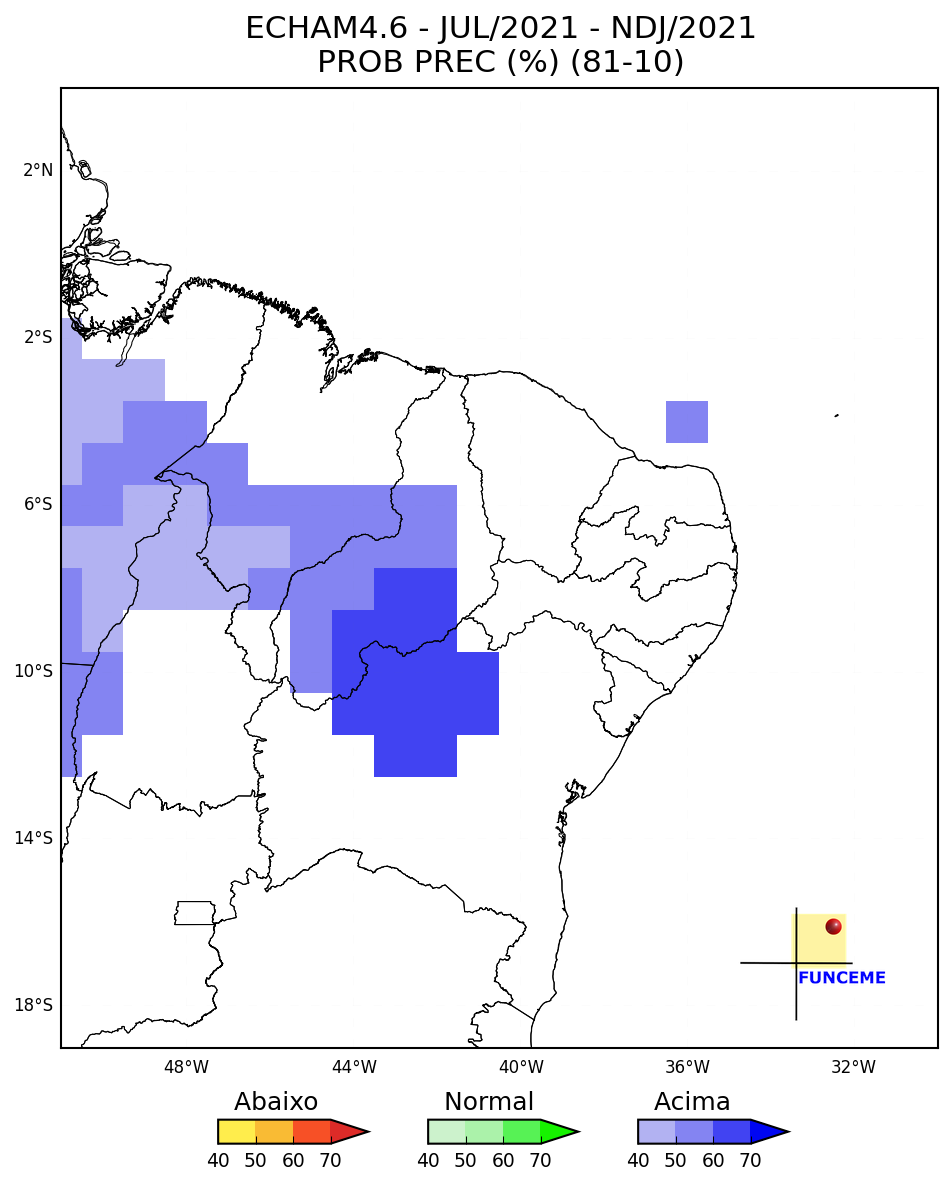 ECHAM4.6 - JUL/2021 - NDJ/2021
PROB PREC (%) (81-10)
2°N
2°S
6°S
10°S
14°S
18°S
FUNCEME
48°W 44°W 40°W 36°W 32°W
Abaixo Normal Acima
40 50 60 70 40 50 60 70 40 50 60 70